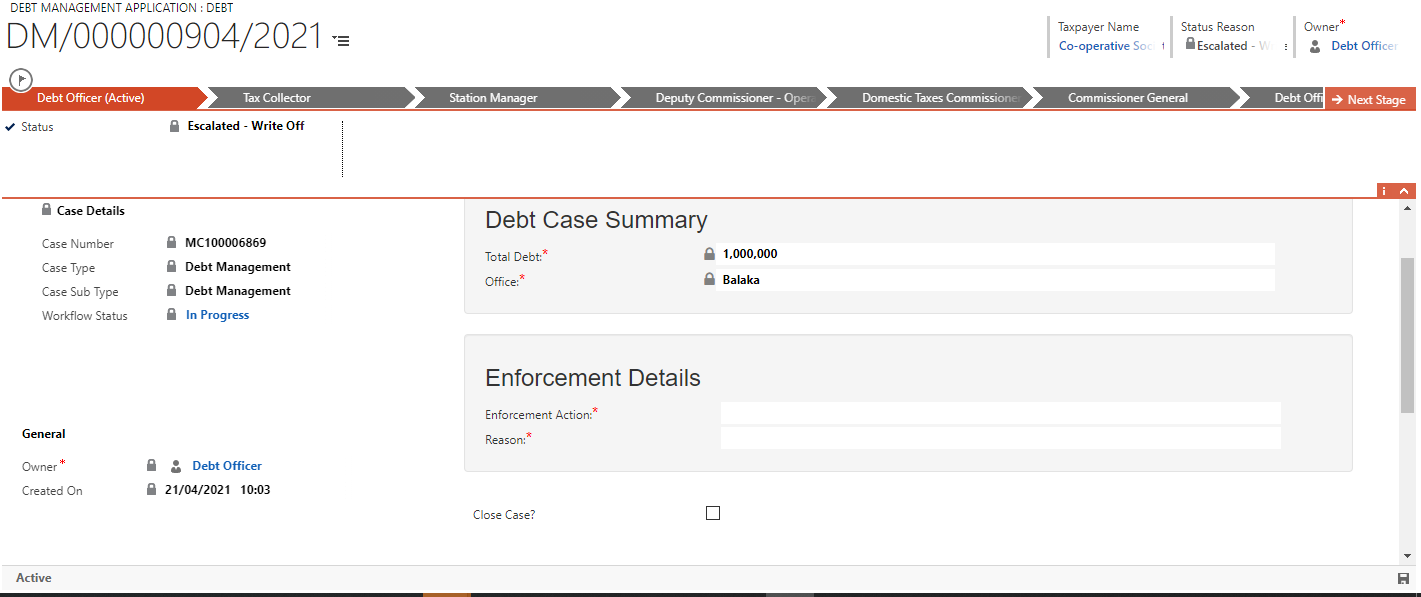 DEBT MANAGEMENT APPLICATION : DEBT
DM/000000904/2021
Taxpayer Name
Co-operative Soc
Status Reason
Escalated - W
Owner*
Debt Officer
Debt Officer (Active)
Tax Collector
Station Manager
Deputy Commissioner - Oper
Domestic Taxes Commissioner
Commissioner General
Debt Offi
Next Stage
Status
Escalated - Write Off
i
Case Details
Case Number
MC100006869
Case Type
Debt Management
Case Sub Type
Debt Management
Workflow Status
In Progress
General
Owner*
Debt Officer
Created On
21/04/2021 10:03
Debt Case Summary
Total Debt:*
1,000,000
Office:*
Balaka
Enforcement Details
Enforcement Action:*
Reason:*
Close Case?
Active